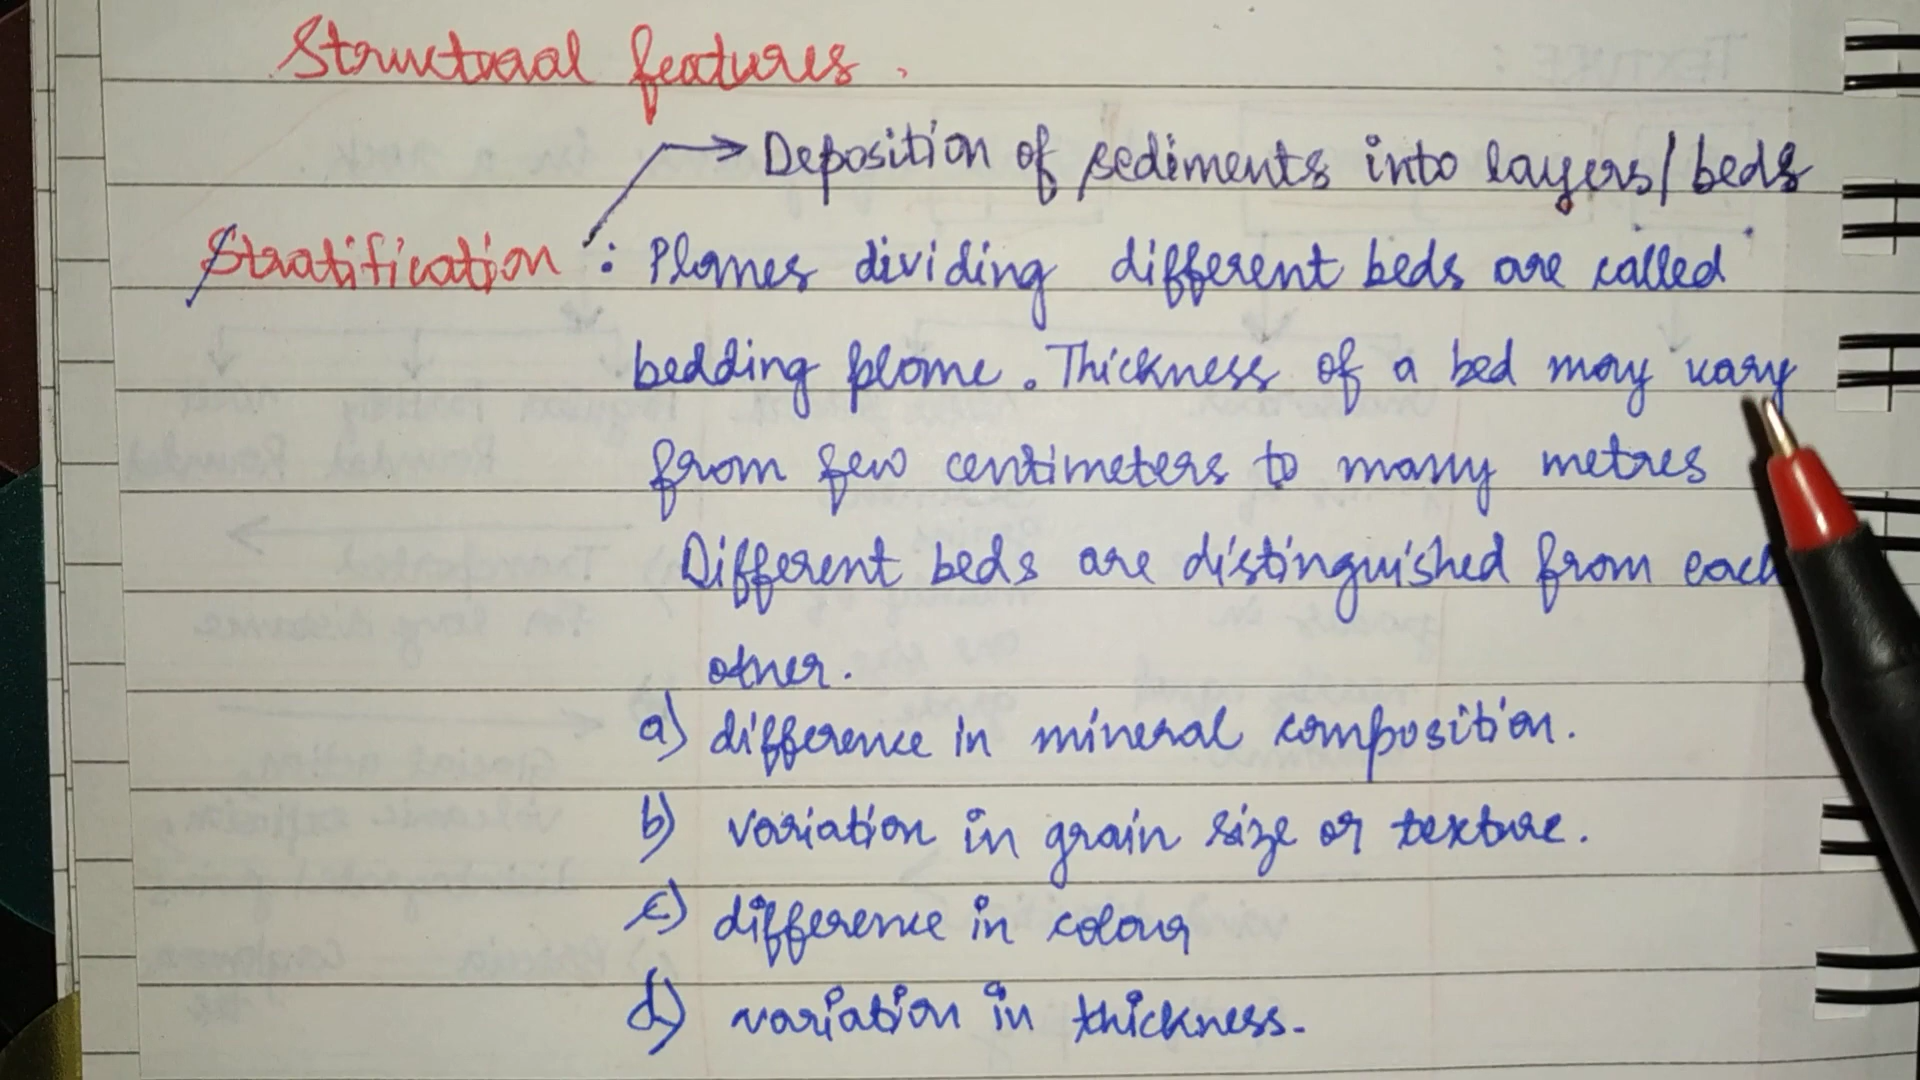 Structural features.
Deposition of sediments into layers/beds
Stratification : Planes dividing different beds are called
bedding plane. Thickness of a bed may vary
from few centimeters to many metres
Different beds are distinguished from each
other.
a) difference in mineral composition.
b) variation in grain size or texture.
c) difference in colour
d) variation in thickness.